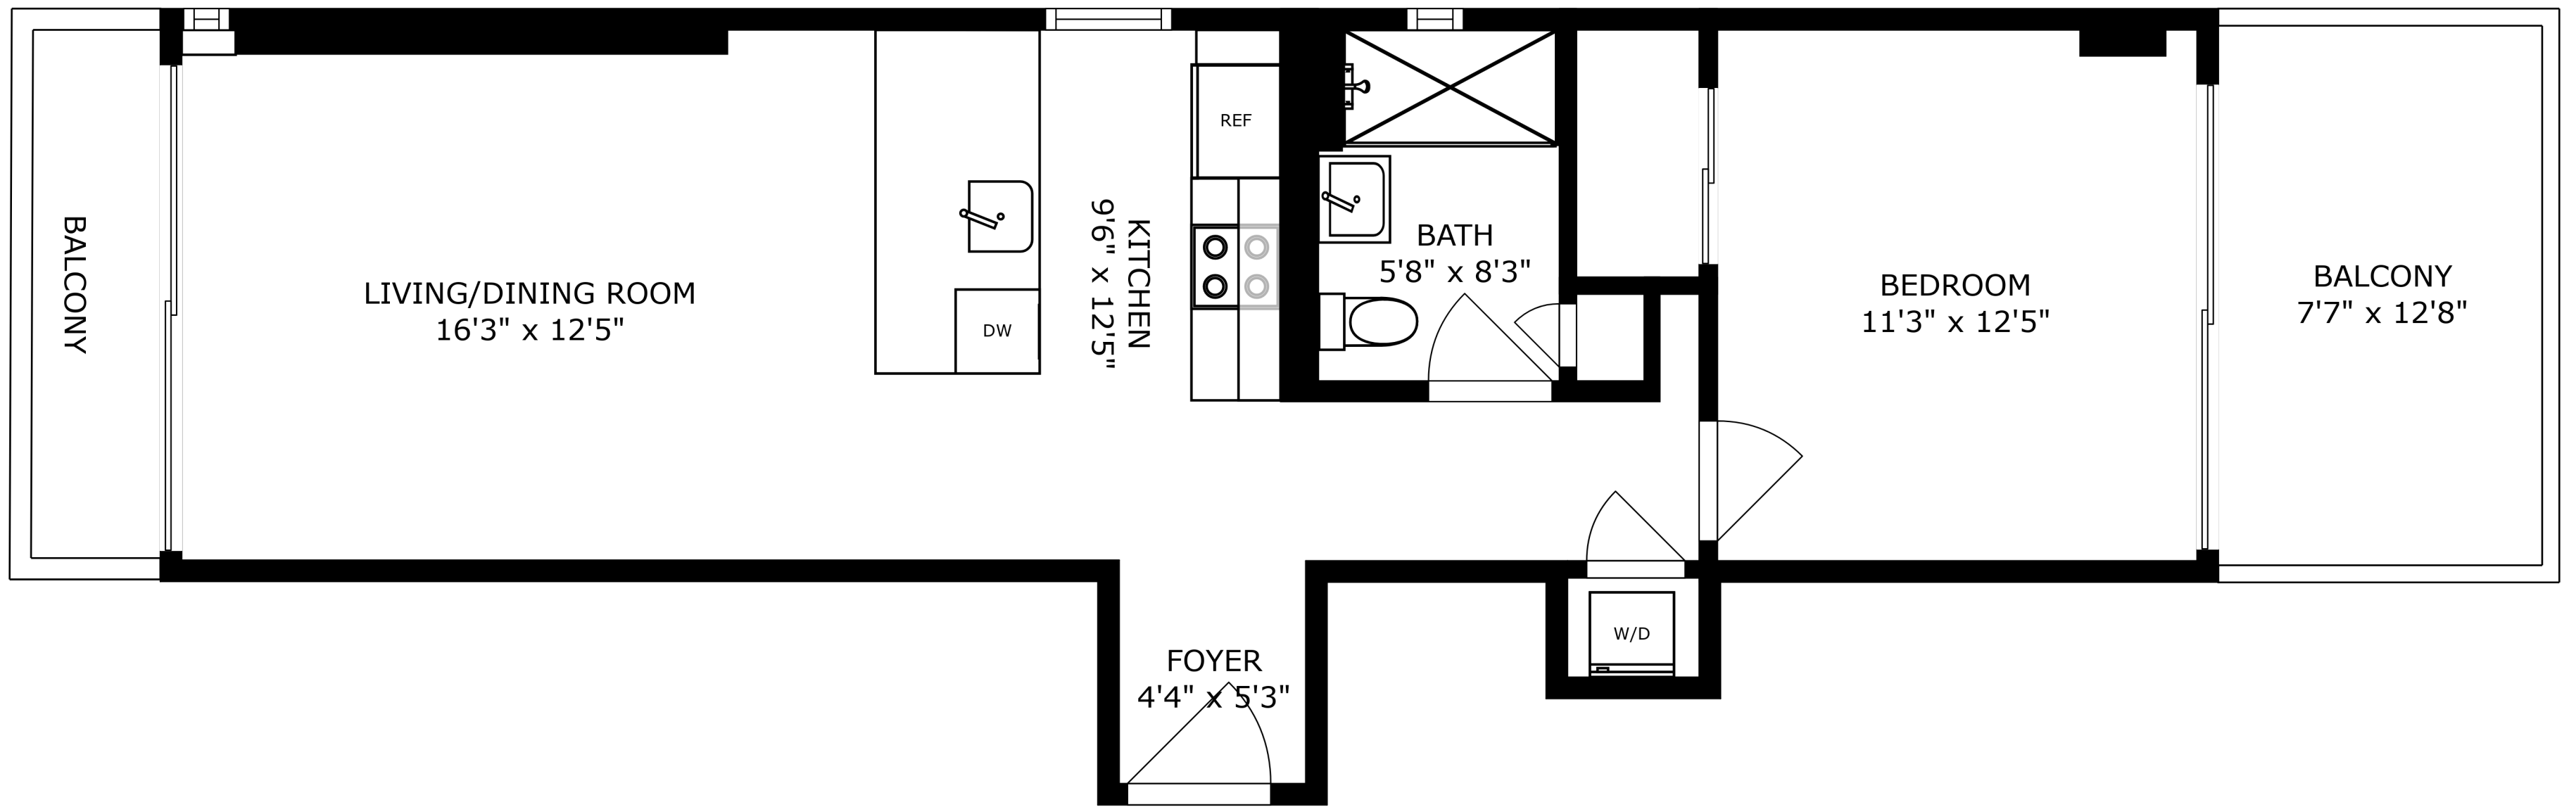 BALCONY
LIVING/DINING ROOM
16'3" x 12'5"
DW
KITCHEN
9'6" x 12'5"
REF
BATH
5'8" x 8'3"
BEDROOM
11'3" x 12'5"
BALCONY
7'7" x 12'8"
FOYER
4'4" x 5'3"
W/D